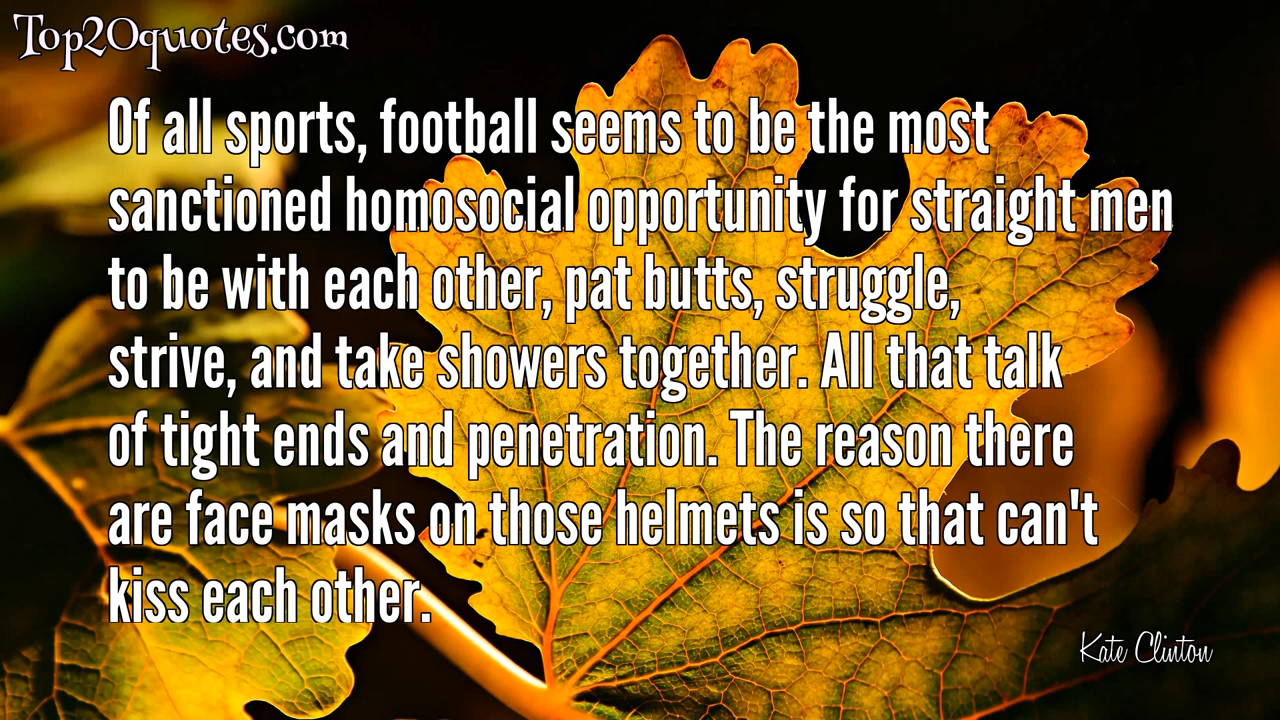 Top20quotes.com
Of all sports, football seems to be the most
sanctioned homosocial opportunity for straight men
to be with each other, pat butts, struggle,
strive, and take showers together. All that talk
of tight ends and penetration. The reason there
are face masks on those helmets is so that can't
kiss each other.
Kate Clinton